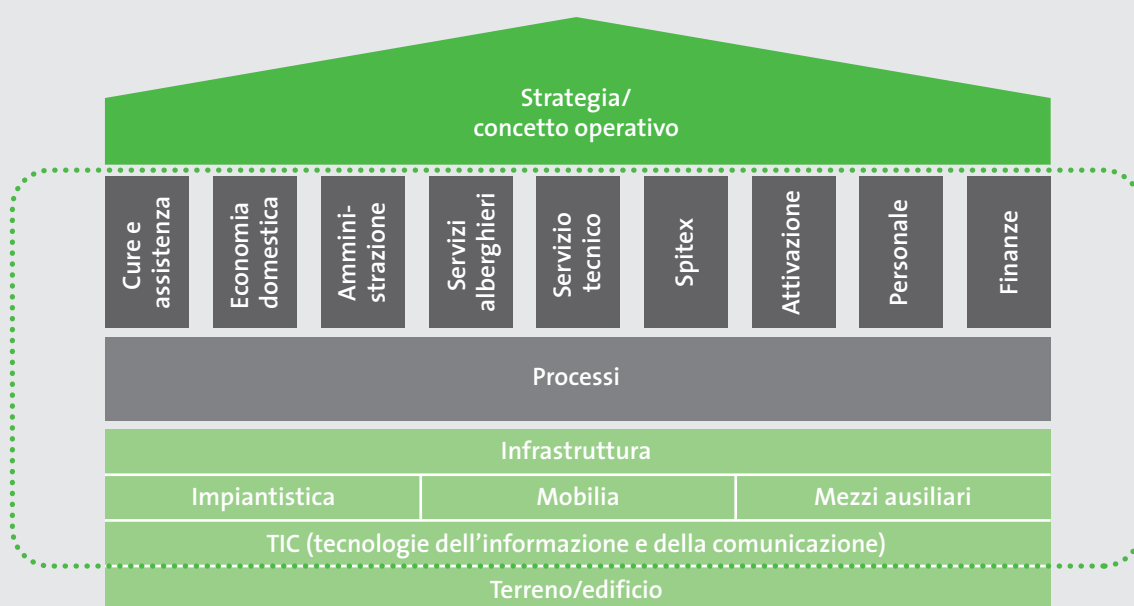 Strategia/
concetto operativo
Cure e
assistenza
Economia
domestica
Ammini-
strazione
Servizi
alberghieri
Servizio
tecnico
Spitex
Attivazione
Personale
Finanze
Processi
Infrastruttura
Impiantistica
Mobilia
Mezzi ausiliari
TIC (tecnologie dell'informazione e della comunicazione)
Terreno/edificio